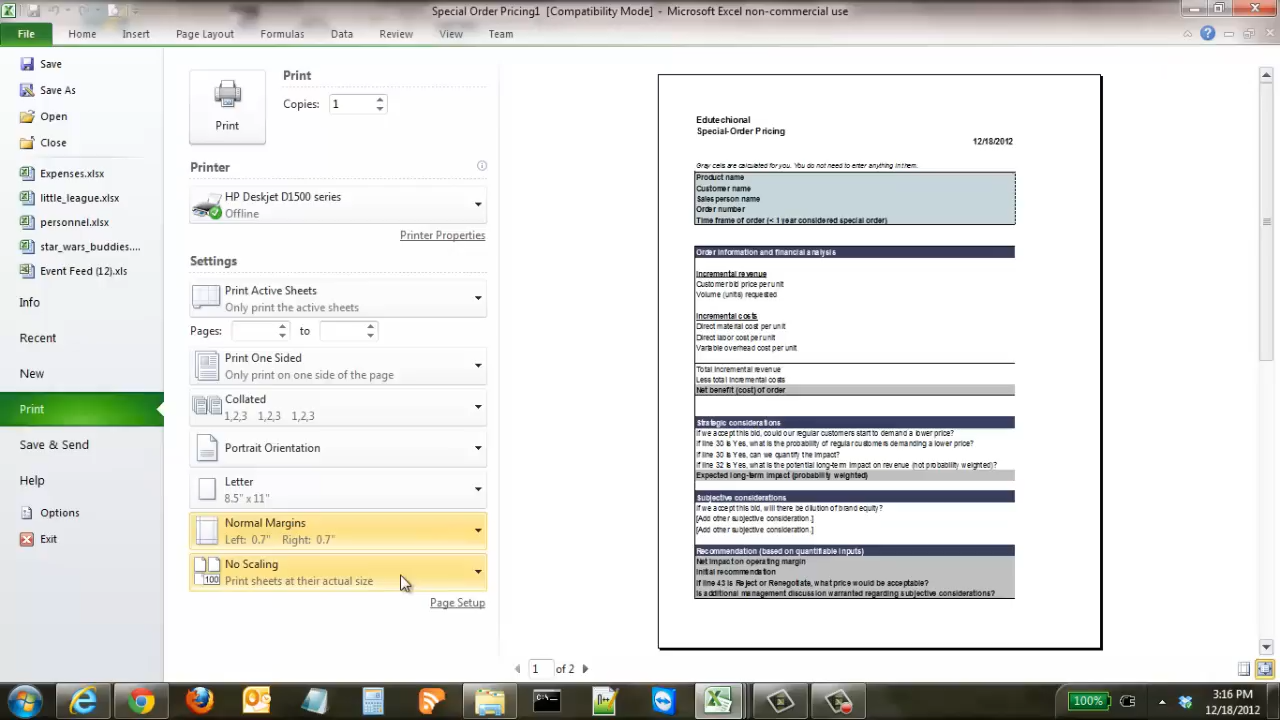 Special Order Pricing1 [Compatibility Mode] - Microsoft Excel non-commercial use
File Home Insert Page Layout Formulas Data Review View Team
Save
Save As
Open
Close
Expenses.xlsx
little_league.xlsx
personnel.xlsx
star_wars_buddies....
Event Feed (12).xls
Info
Recent
New
Print
Save & Send
Help
Options
Exit
Print
Print
Copies: 1
Printer
HP Deskjet D1500 series
Offline
Printer Properties
Settings
Print Active Sheets
Only print the active sheets
Pages: to
Print One Sided
Only print on one side of the page
Collated
1,2,3 1,2,3 1,2,3
Portrait Orientation
Letter
8.5" x 11"
Normal Margins
Left: 0.7" Right: 0.7"
No Scaling
100
Print sheets at their actual size
Page Setup
Edutechional
Special-Order Pricing
12/18/2012
Gray cells are calculated for you. You do not need to enter anything in them.
Product name
Customer name
Salesperson name
Order number
Time frame of order (< 1 year considered special order)
Order information and financial analysis
Incremental revenue
Customer bid price per unit
Volume (units) requested
Incremental costs
Direct material cost per unit
Direct labor cost per unit
Variable overhead cost per unit
Total incremental revenue
Less total incremental costs
Net benefit (cost) of order
Strategic considerations
If we accept this bid, could our regular customers start to demand a lower price?
If line 30 is Yes, what is the probability of regular customers demanding a lower price?
If line 30 is Yes, can we quantify the impact?
If line 32 is Yes, what is the potential long-term impact on revenue (not probability weighted)?
Expected long-term impact (probability weighted)
Subjective considerations
If we accept this bid, will there be dilution of brand equity?
[Add other subjective consideration.]
[Add other subjective consideration.]
Recommendation (based on quantifiable inputs)
Net impact on operating margin
Initial recommendation
If line 43 is Reject or Renegotiate, what price would be acceptable?
Is additional management discussion warranted regarding subjective considerations?
1 of 2
100%
3:16 PM
12/18/2012